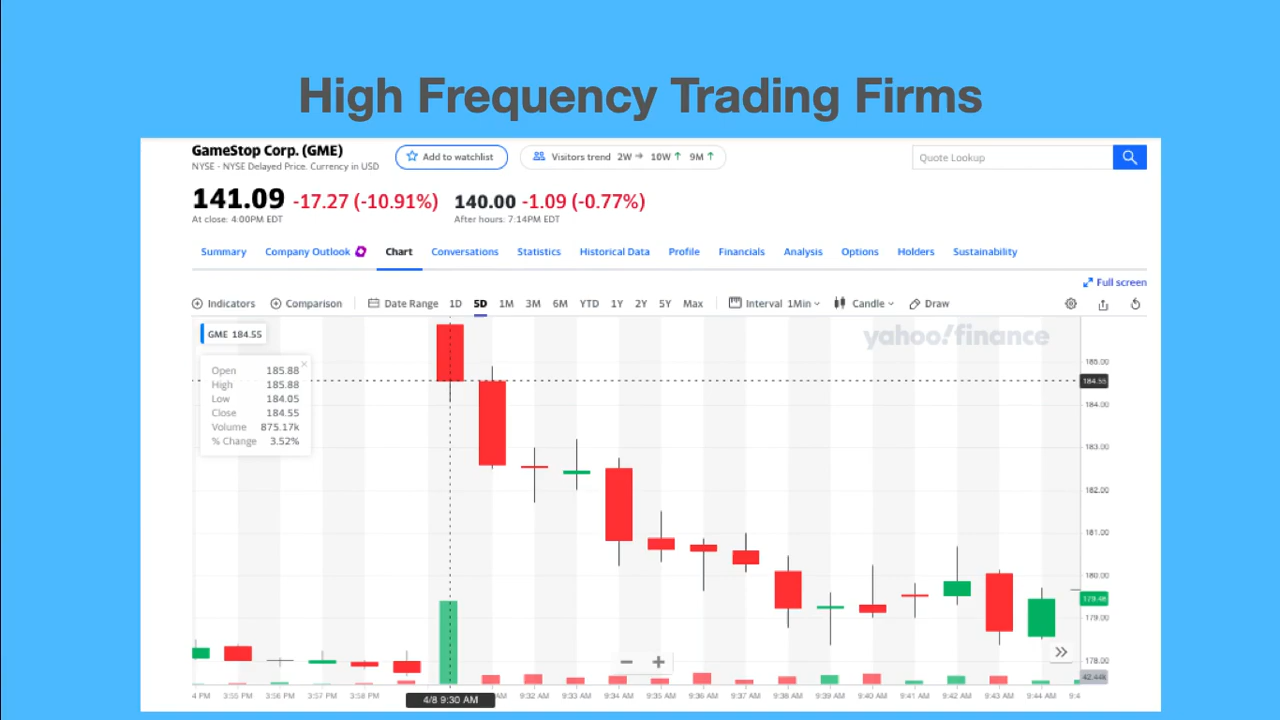 High Frequency Trading Firms
GameStop Corp. (GME)
NYSE - NYSE Delayed Price. Currency in USD
Add to watchlist
Visitors trend 2W → 10W ↑ 9M ↑
Quote Lookup
141.09 -17.27 (-10.91%) 140.00 -1.09 (-0.77%)
At close: 4:00PM EDT After hours: 7:14PM EDT
Summary Company Outlook Chart Conversations Statistics Historical Data Profile Financials Analysis Options Holders Sustainability
Full screen
Indicators Comparison Date Range 1D 5D 1M 3M 6M YTD 1Y 2Y 5Y Max Interval 1Min Candle Draw
GME 184.55
yahoo!finance
Open 185.88
High 185.88
Low 184.05
Close 184.55
Volume 875.17k
% Change 3.52%
185.00
184.55
184.00
183.00
182.00
181.00
180.00
179.48
179.00
178.00
42.44k
4 PM 3:55 PM 3:56 PM 3:57 PM 3:58 PM 4/8 9:30 AM AM 9:32 AM 9:33 AM 9:34 AM 9:35 AM 9:36 AM 9:37 AM 9:38 AM 9:39 AM 9:40 AM 9:41 AM 9:42 AM 9:43 AM 9:44 AM 9:4